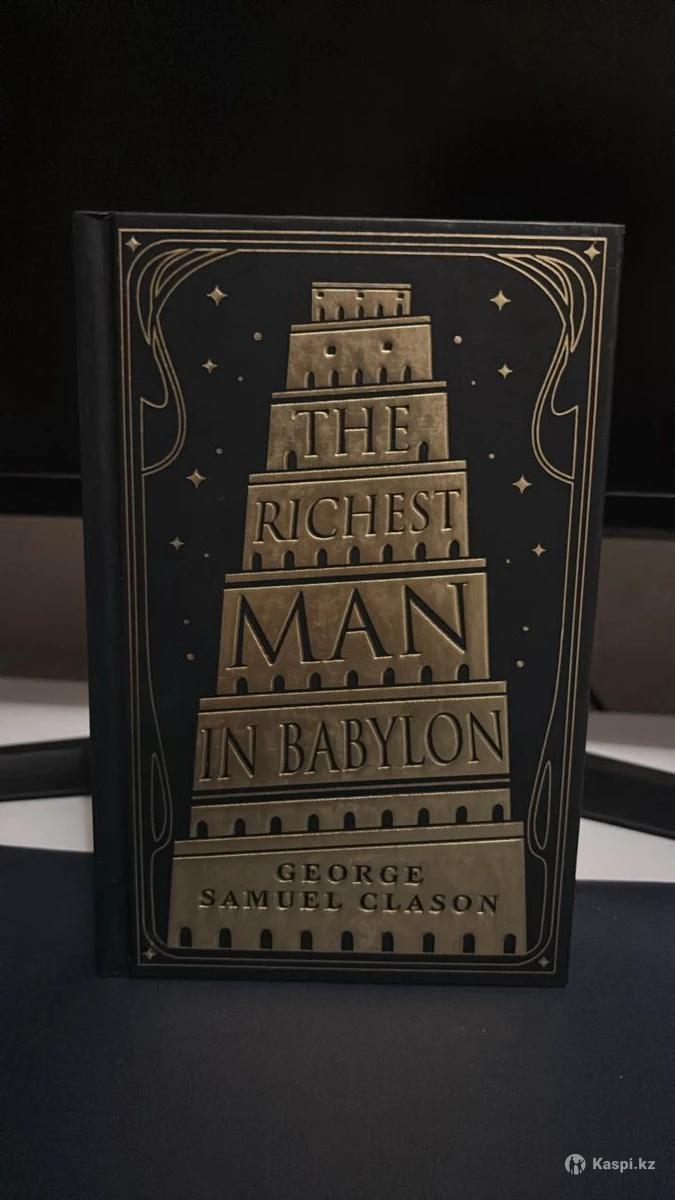 THE
RICHEST
MAN
IN BABYLON
GEORGE
SAMUEL CLASON
Kaspi.kz